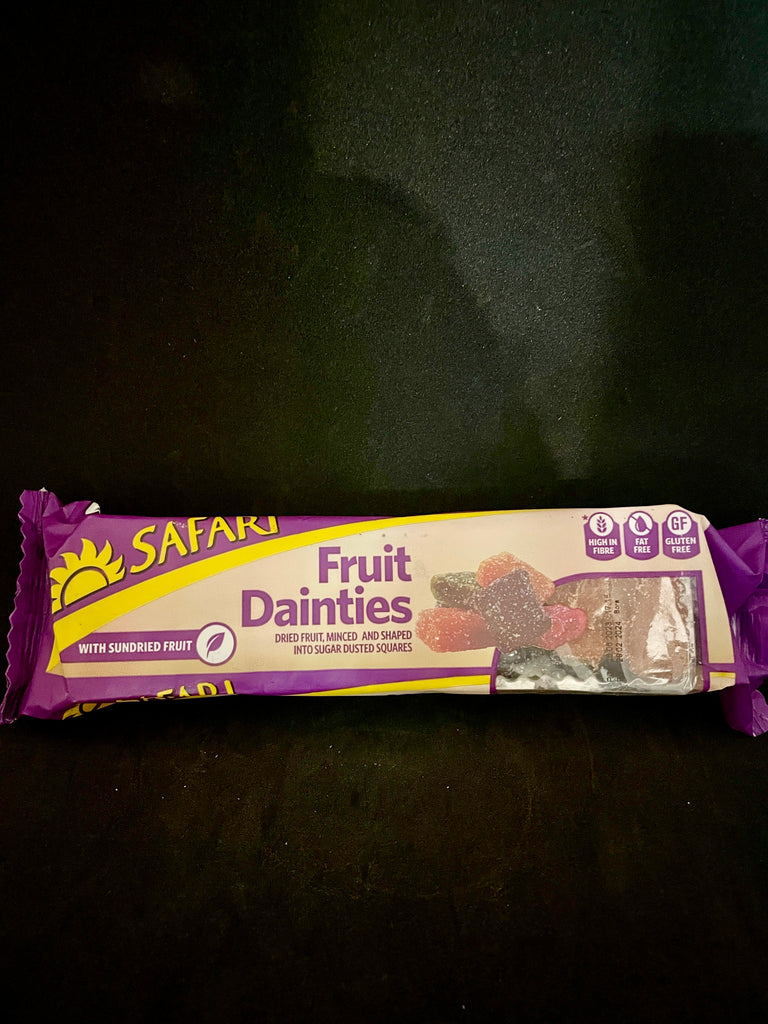 SAFARI
Fruit
Dainties
DRIED FRUIT, MINCED AND SHAPED
INTO SUGAR DUSTED SQUARES
WITH SUNDRIED FRUIT
*HIGH IN
FIBRE
FAT
FREE
GF
GLUTEN
FREE
SAFARI